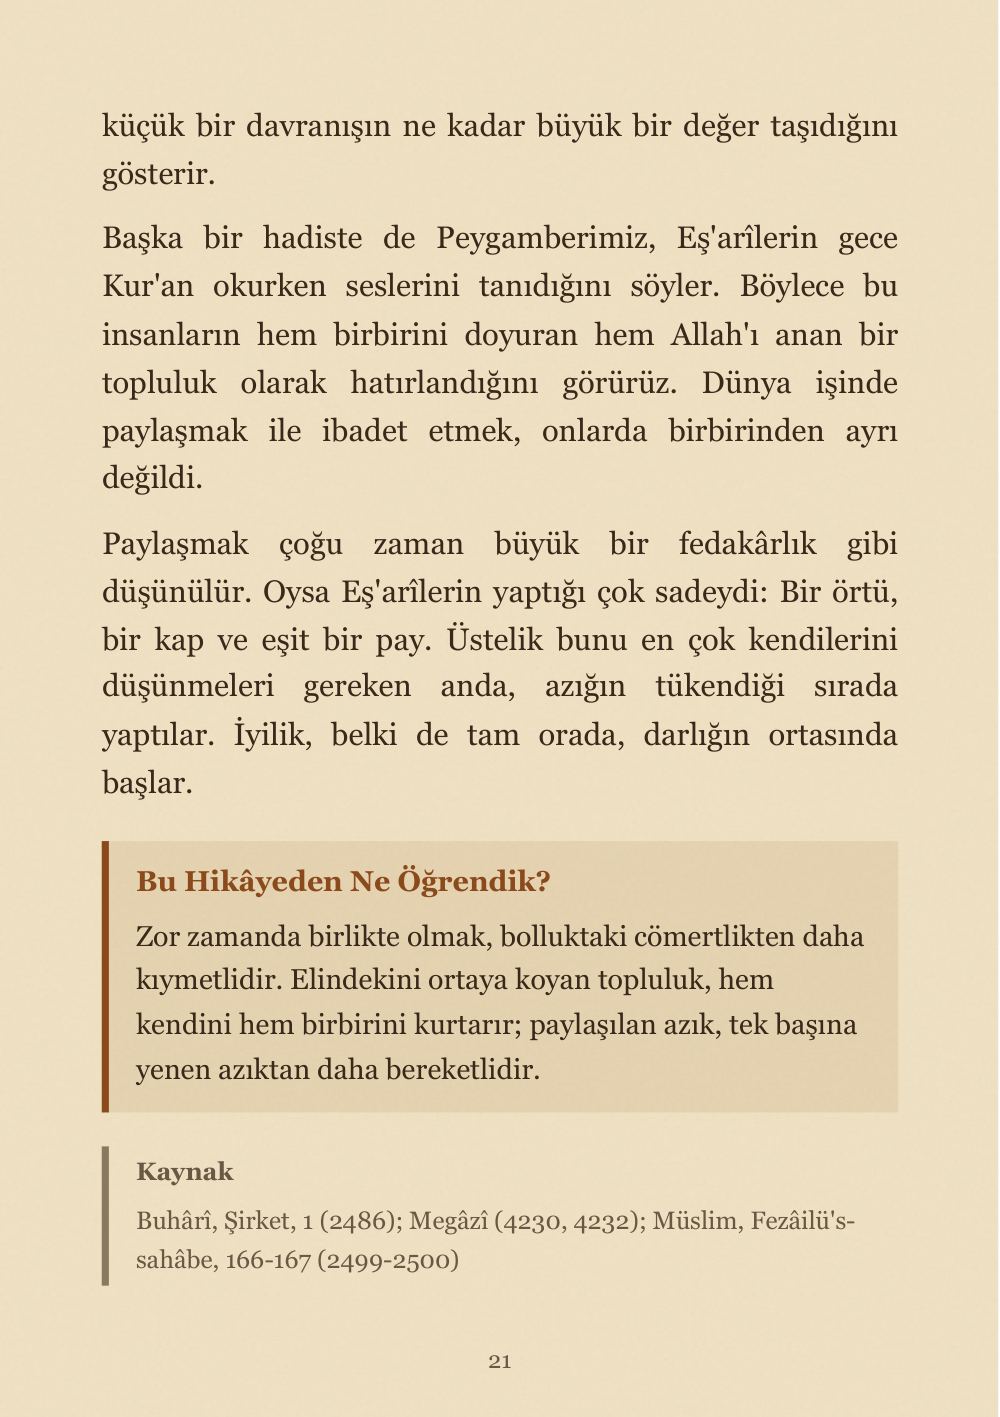 küçük bir davranışın ne kadar büyük bir değer taşıdığını
gösterir.
Başka bir hadiste de Peygamberimiz, Eş'arîlerin gece
Kur'an okurken seslerini tanıdığını söyler. Böylece bu
insanların hem birbirini doyuran hem Allah'ı anan bir
topluluk olarak hatırlandığını görürüz. Dünya işinde
paylaşmak ile ibadet etmek, onlarda birbirinden ayrı
değildi.
Paylaşmak çoğu zaman büyük bir fedakârlık gibi
düşünülür. Oysa Eş'arîlerin yaptığı çok sadeydi: Bir örtü,
bir kap ve eşit bir pay. Üstelik bunu en çok kendilerini
düşünmeleri gereken anda, azığın tükendiği sırada
yaptılar. İyilik, belki de tam orada, darlığın ortasında
başlar.
Bu Hikâyeden Ne Öğrendik?
Zor zamanda birlikte olmak, bolluktaki cömertlikten daha
kıymetlidir. Elindekini ortaya koyan topluluk, hem
kendini hem birbirini kurtarır; paylaşılan azık, tek başına
yenen azıktan daha bereketlidir.
Kaynak
Buhârî, Şirket, 1 (2486); Megâzî (4230, 4232); Müslim, Fezâilü's-
sahâbe, 166-167 (2499-2500)
21